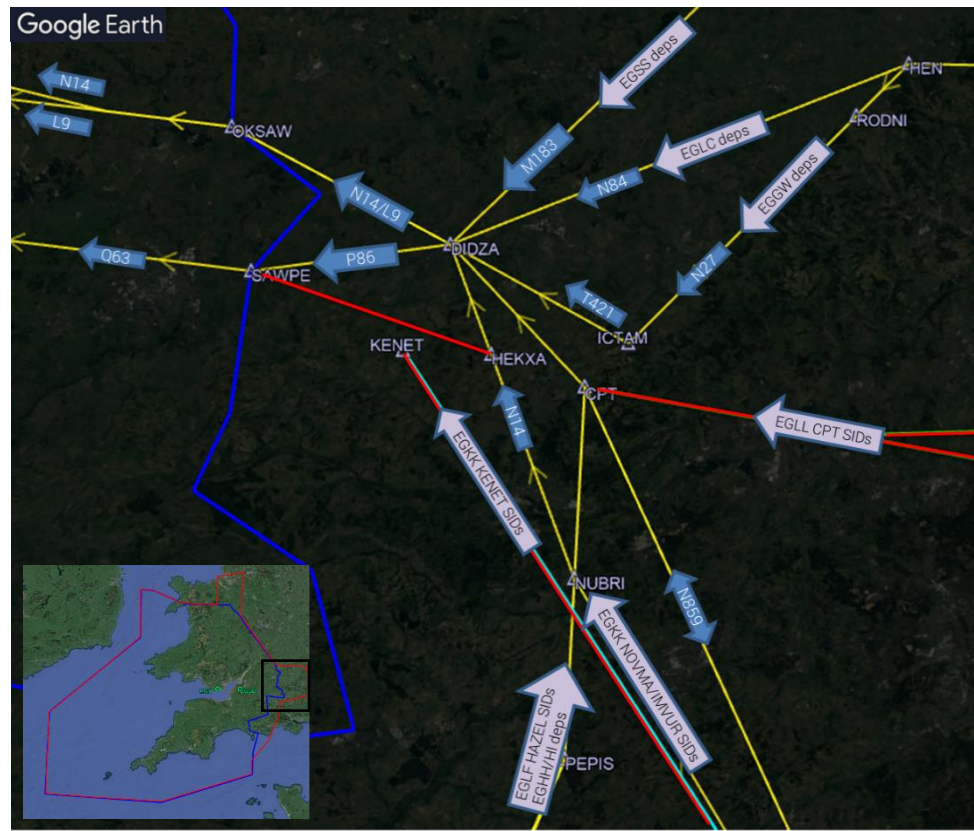 Google Earth
N14
L9
OKSAW
EGSS deps
HEN
RODNI
M183
EGLC deps
N84
EGGW deps
N14/L9
DIDZA
P86
Q63
SAWPE
N27
T421
ICTAM
KENET
HEKXA
CPT
N14
EGLL CPT SIDs
EGKK KENET SIDs
NUBRI
N859
EGKK NOVMA/IMVUR SIDs
EGLF HAZEL SIDs
EGHH/HI deps
PEPIS